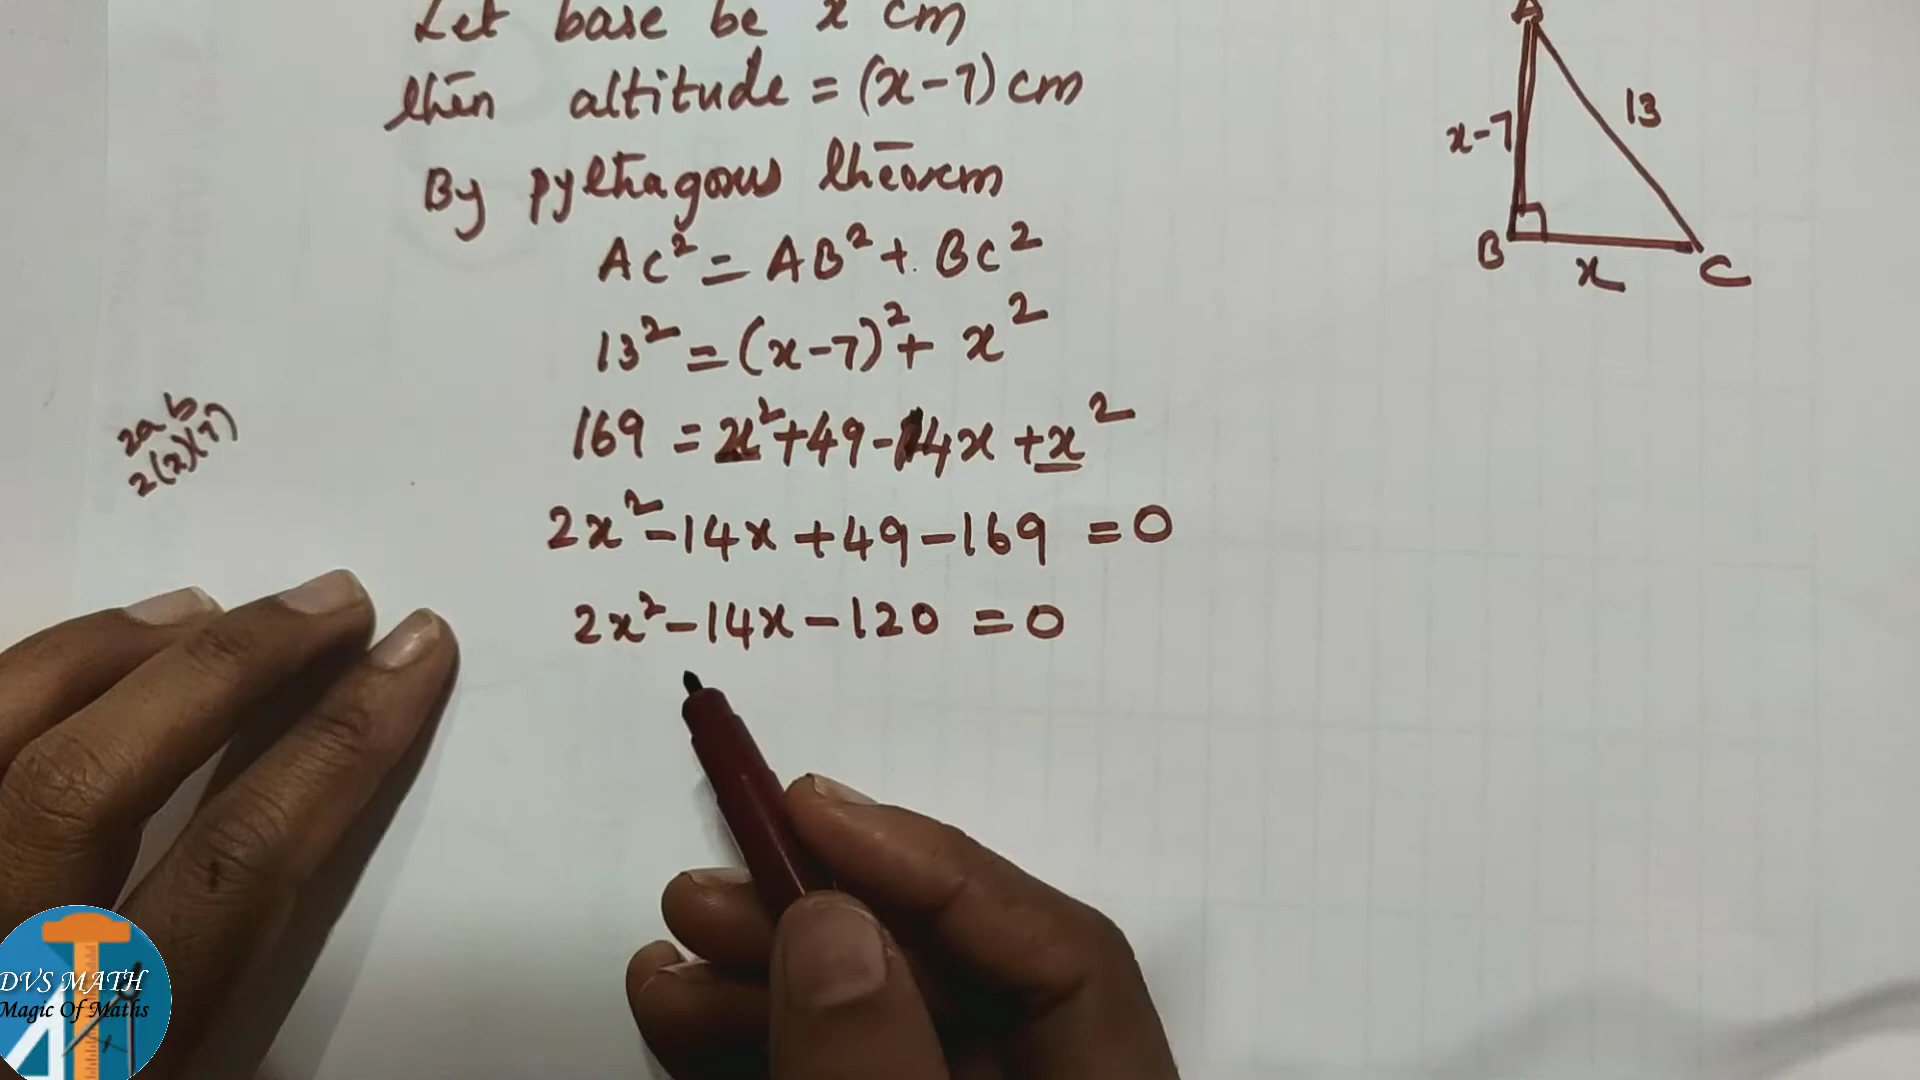 Let base be x cm
then altitude = (x-7) cm
By pythagorus theorem
AC² = AB² + BC²
13² = (x-7)² + x²
169 = x² + 49 - 14x + x²
2x² - 14x + 49 - 169 = 0
2x² - 14x - 120 = 0
2ab
2(x)(7)
A
x-7
13
B
x
C
DVS MATH
Magic Of Maths